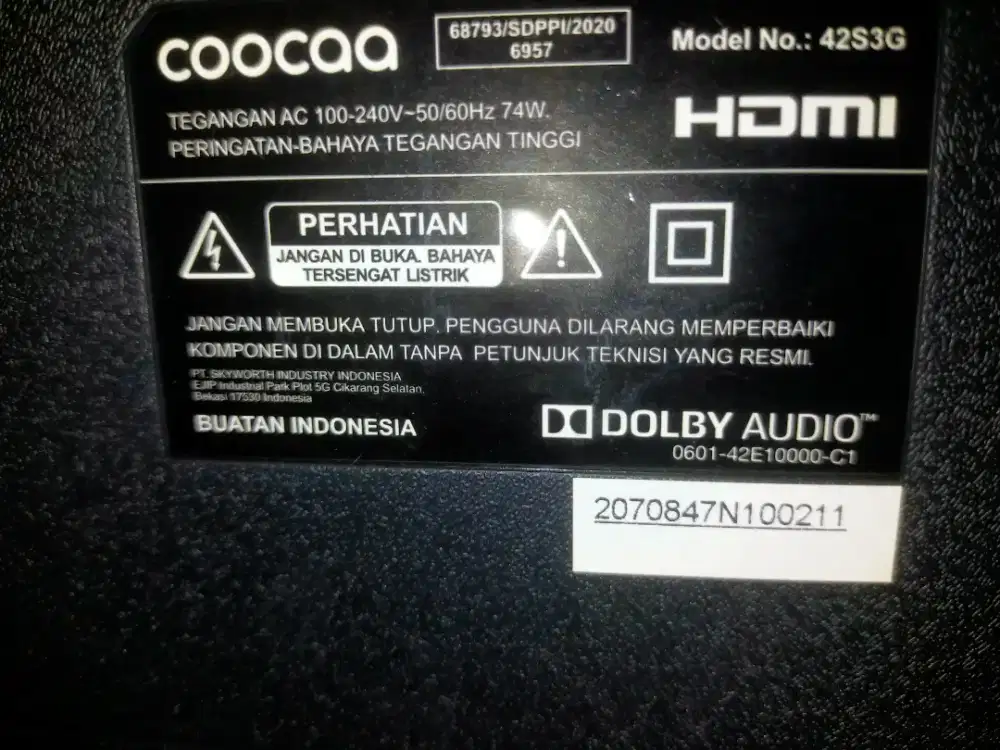 coocaa
68793/SDPPI/2020
6957
Model No.: 42S3G
HDMI
TEGANGAN AC 100-240V~50/60Hz 74W.
PERINGATAN-BAHAYA TEGANGAN TINGGI
PERHATIAN
JANGAN DI BUKA. BAHAYA
TERSENGAT LISTRIK
JANGAN MEMBUKA TUTUP. PENGGUNA DILARANG MEMPERBAIKI
KOMPONEN DI DALAM TANPA PETUNJUK TEKNISI YANG RESMI.
PT. SKYWORTH INDUSTRY INDONESIA
EJIP Industrial Park Plot 5G Cikarang Selatan,
Bekasi 17530 Indonesia
BUATAN INDONESIA
DOLBY AUDIO™
0601-42E10000-C1
2070847N100211